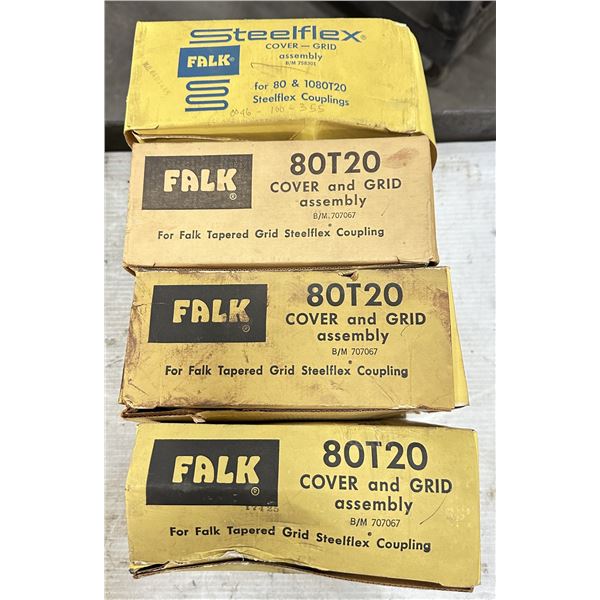 Steelflex®
COVER — GRID
FALK®
assembly
for 80 & 1080T20
Steelflex Couplings
FALK®
80T20
COVER and GRID
assembly
B/M 707067
For Falk Tapered Grid Steelflex® Coupling
FALK®
80T20
COVER and GRID
assembly
B/M 707067
For Falk Tapered Grid Steelflex® Coupling
FALK®
80T20
COVER and GRID
assembly
B/M 707067
For Falk Tapered Grid Steelflex® Coupling